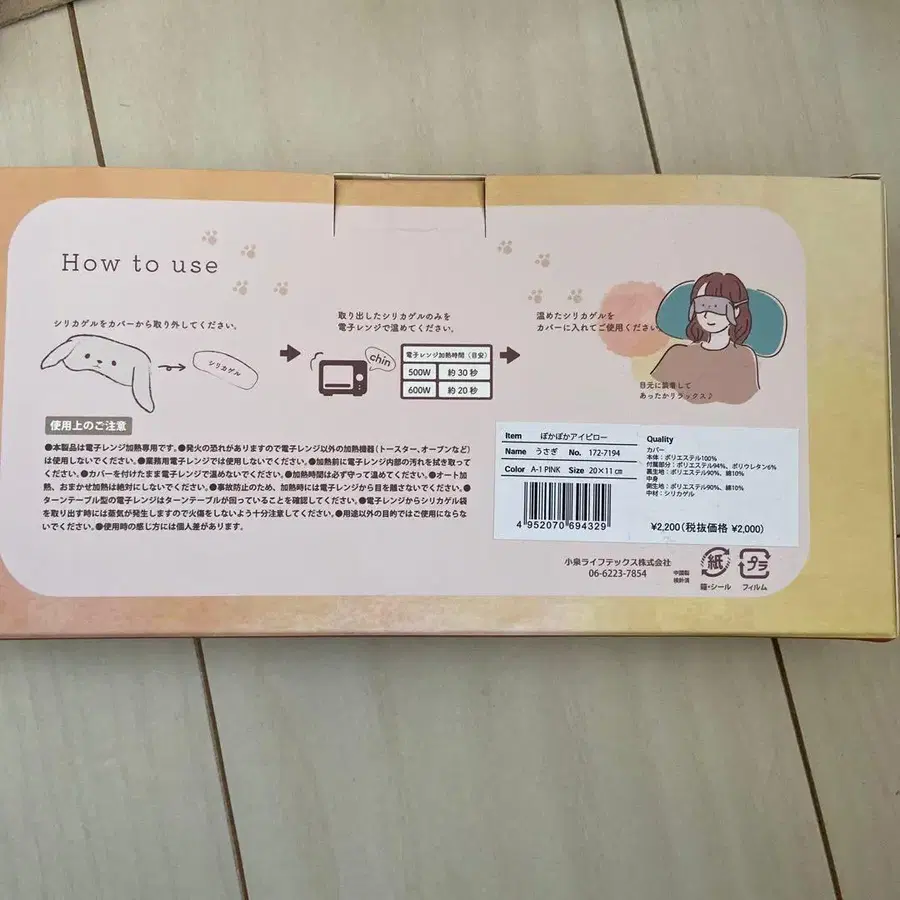 How to use
シリカゲルをカバーから取り外してください。
シリカゲル
取り出したシリカゲルのみを
電子レンジで温めてください。
chin
電子レンジ加熱時間(目安)
500W 約30秒
600W 約20秒
温めたシリカゲルを
カバーに入れてご使用ください。
目元に装着して
あったかリラックス♪
使用上のご注意
●本製品は電子レンジ加熱専用です。●発火の恐れがありますので電子レンジ以外の加熱機器(トースター、オーブンなど)
は使用しないでください。●業務用電子レンジでは使用しないでください。●加熱前に電子レンジ内部の汚れを拭き取って
ください。●カバーを付けたまま電子レンジで温めないでください。●加熱時間は必ず守って温めてください。●オート加
熱、おまかせ加熱は絶対にしないでください。●事故防止のため、加熱時には電子レンジから目を離さないでください。●
ターンテーブル型の電子レンジはターンテーブルが回っていることを確認してください。●電子レンジからシリカゲル袋
を取り出す時には蒸気が発生しますので火傷をしないよう十分注意してください。●用途以外の目的ではご使用にならな
いでください。●使用時の感じ方には個人差があります。
Item ぽかぽかアイピロー
Name うさぎ No. 172-7194
Color A-1 PINK Size 20×11cm
4 952070 694329
Quality
カバー
本体:ポリエステル100%
付属部分:ポリエステル94%、ポリウレタン6%
裏生地:ポリエステル90%、綿10%
中身
側生地:ポリエステル90%、綿10%
中材:シリカゲル
¥2,200(税抜価格 ¥2,000)
小泉ライフテックス株式会社
06-6223-7854
中国製
検針済
紙
箱・シール
プラ
フィルム